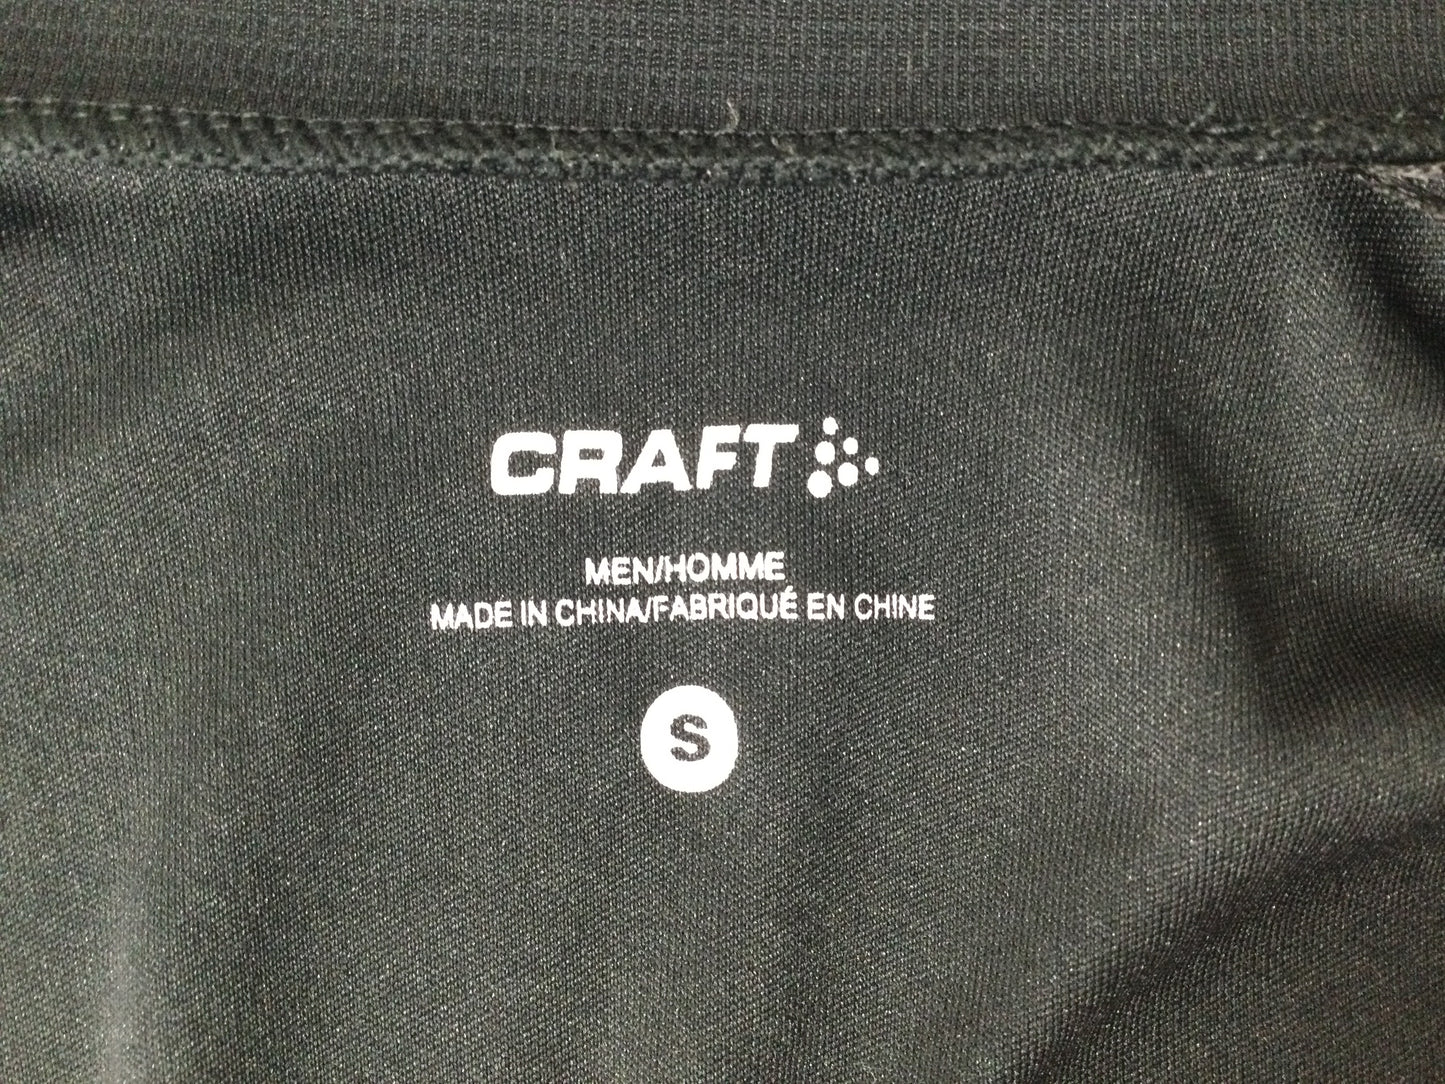 CRAFT
MEN/HOMME
MADE IN CHINA/FABRIQUÉ EN CHINE
S